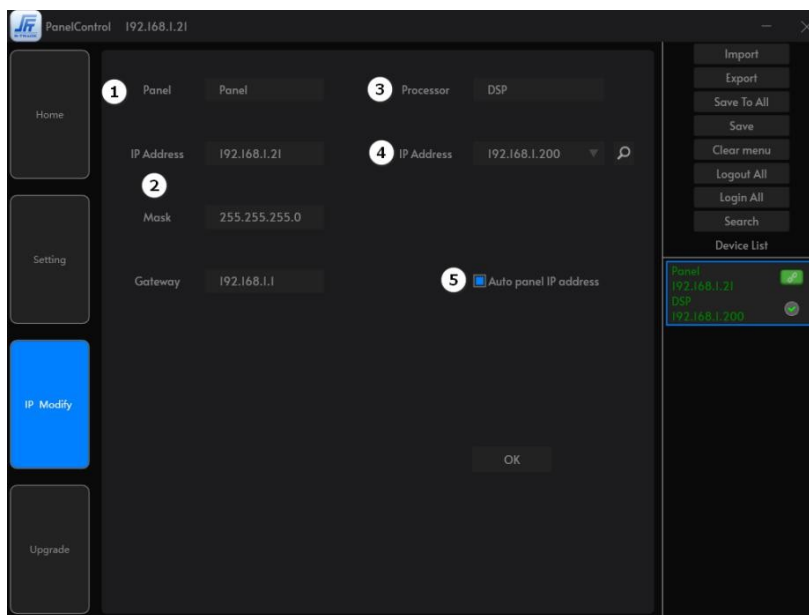 PanelControl 192.168.1.21
Home
Setting
IP Modify
Upgrade
1 Panel Panel
3 Processor DSP
IP Address 192.168.1.21
4 IP Address 192.168.1.200
2
Mask 255.255.255.0
Gateway 192.168.1.1
5 Auto panel IP address
OK
Import
Export
Save To All
Save
Clear menu
Logout All
Login All
Search
Device List
Panel
192.168.1.21
DSP
192.168.1.200